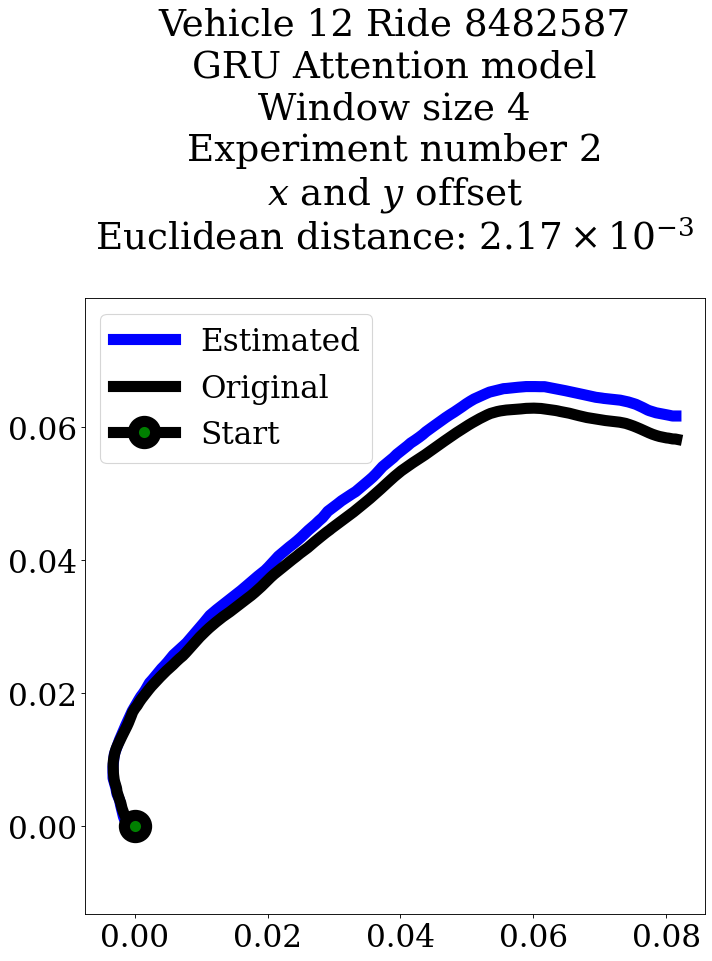 Vehicle 12 Ride 8482587
GRU Attention model
Window size 4
Experiment number 2
x and y offset
Euclidean distance: 2.17 × 10⁻³
Estimated
Original
Start
0.06
0.04
0.02
0.00
0.00 0.02 0.04 0.06 0.08